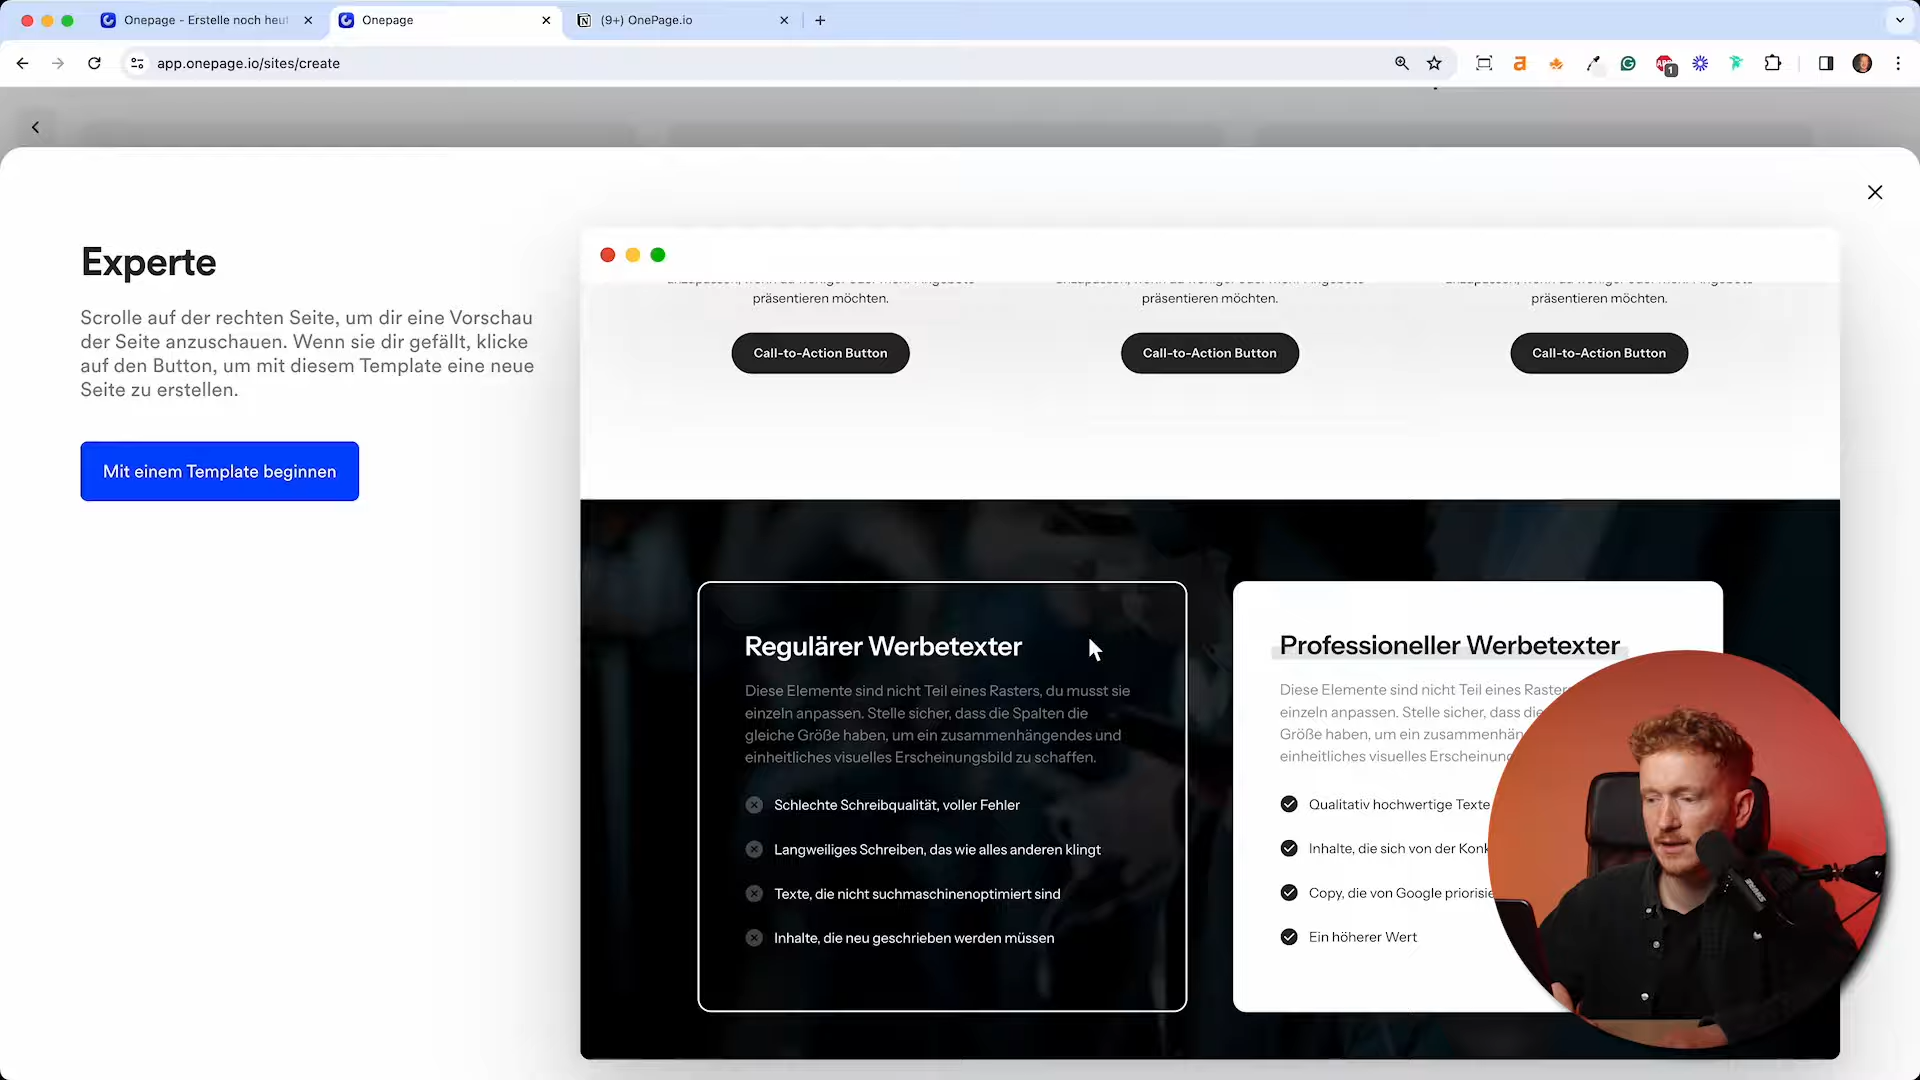 Onepage - Erstelle noch heut
Onepage
(9+) OnePage.io
app.onepage.io/sites/create
1
Experte
Scrolle auf der rechten Seite, um dir eine Vorschau
der Seite anzuschauen. Wenn sie dir gefällt, klicke
auf den Button, um mit diesem Template eine neue
Seite zu erstellen.
Mit einem Template beginnen
präsentieren möchten.
präsentieren möchten.
präsentieren möchten.
Call-to-Action Button
Call-to-Action Button
Call-to-Action Button
Regulärer Werbetexter
Diese Elemente sind nicht Teil eines Rasters, du musst sie
einzeln anpassen. Stelle sicher, dass die Spalten die
gleiche Größe haben, um ein zusammenhängendes und
einheitliches visuelles Erscheinungsbild zu schaffen.
Schlechte Schreibqualität, voller Fehler
Langweiliges Schreiben, das wie alles anderen klingt
Texte, die nicht suchmaschinenoptimiert sind
Inhalte, die neu geschrieben werden müssen
Professioneller Werbetexter
Diese Elemente sind nicht Teil eines Raster
einzeln anpassen. Stelle sicher, dass die
Größe haben, um ein zusammenhän
einheitliches visuelles Erscheinung
Qualitativ hochwertige Texte
Inhalte, die sich von der Konk
Copy, die von Google priorisie
Ein höherer Wert